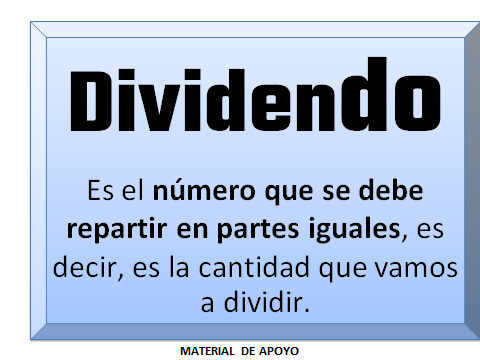 Dividendo
Es el número que se debe
repartir en partes iguales, es
decir, es la cantidad que vamos
a dividir.
MATERIAL DE APOYO